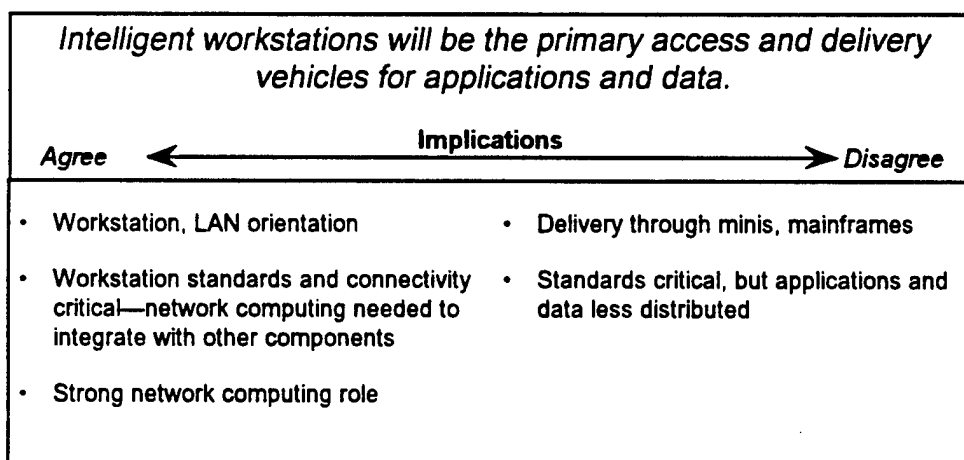 Intelligent workstations will be the primary access and delivery
vehicles for applications and data.
Implications
Agree
Disagree
• Workstation, LAN orientation
• Workstation standards and connectivity
critical—network computing needed to
integrate with other components
• Strong network computing role
• Delivery through minis, mainframes
• Standards critical, but applications and
data less distributed